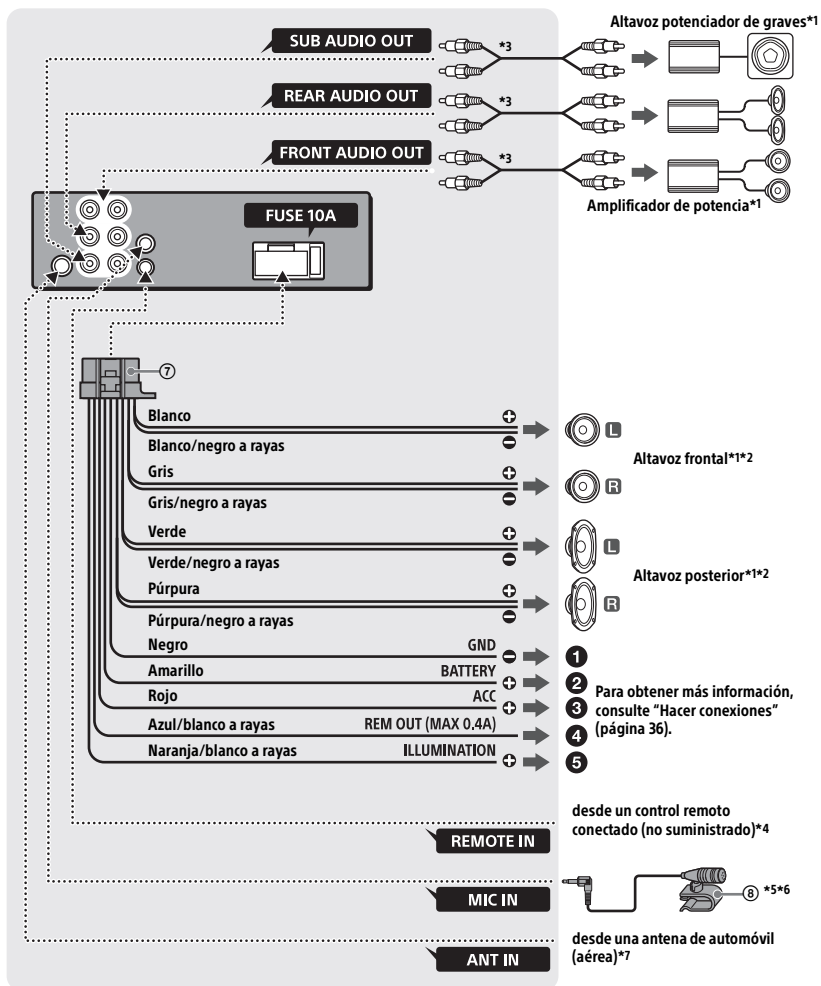 Altavoz potenciador de graves*1
SUB AUDIO OUT
*3
REAR AUDIO OUT
*3
FRONT AUDIO OUT
*3
Amplificador de potencia*1
FUSE 10A
⑦
Blanco
Blanco/negro a rayas
L
Gris
Gris/negro a rayas
R
Altavoz frontal*1*2
Verde
Verde/negro a rayas
L
Púrpura
Púrpura/negro a rayas
R
Altavoz posterior*1*2
Negro GND ❶
Amarillo BATTERY ❷
Rojo ACC ❸
Azul/blanco a rayas REM OUT (MAX 0.4A) ❹
Naranja/blanco a rayas ILLUMINATION ❺
Para obtener más información,
consulte “Hacer conexiones”
(página 36).
desde un control remoto
conectado (no suministrado)*4
REMOTE IN
⑧ *5*6
MIC IN
desde una antena de automóvil
(aérea)*7
ANT IN